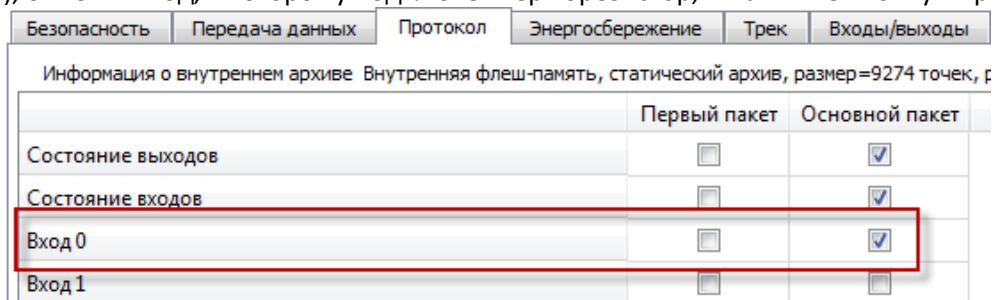 Безопасность Передача данных Протокол Энергосбережение Трек Входы/выходы
Информация о внутреннем архиве Внутренняя флеш-память, статический архив, размер=9274 точек,
Первый пакет Основной пакет
Состояние выходов
Состояние входов
Вход 0
Вход 1